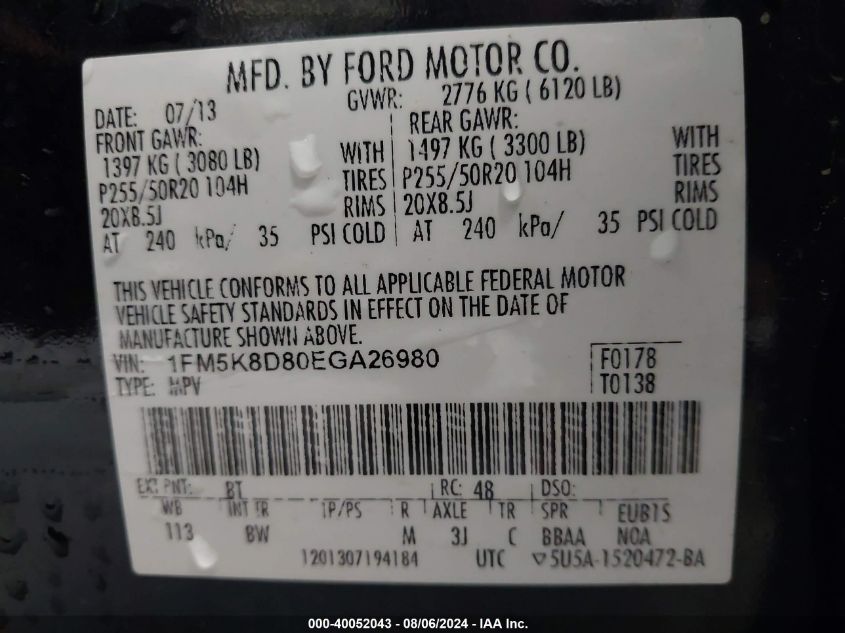 MFD. BY FORD MOTOR CO.
DATE: 07/13 GVWR: 2776 KG ( 6120 LB)
FRONT GAWR: REAR GAWR:
1397 KG ( 3080 LB) WITH 1497 KG ( 3300 LB) WITH
P255/50R20 104H TIRES P255/50R20 104H TIRES
20X8.5J RIMS 20X8.5J RIMS
AT 240 kPa/ 35 PSI COLD AT 240 kPa/ 35 PSI COLD
THIS VEHICLE CONFORMS TO ALL APPLICABLE FEDERAL MOTOR
VEHICLE SAFETY STANDARDS IN EFFECT ON THE DATE OF
MANUFACTURE SHOWN ABOVE.
VIN: 1FM5K8D80EGA26980 F0178
TYPE: MPV T0138
EXT PNT: BT RC: 48 DSO:
WB INT TR TP/PS R AXLE TR SPR EUB15
113 BW M 3J C BBAA NOA
1201307194184 UTC ▽5U5A-1520472-BA
000-40052043 - 08/06/2024 - IAA Inc.